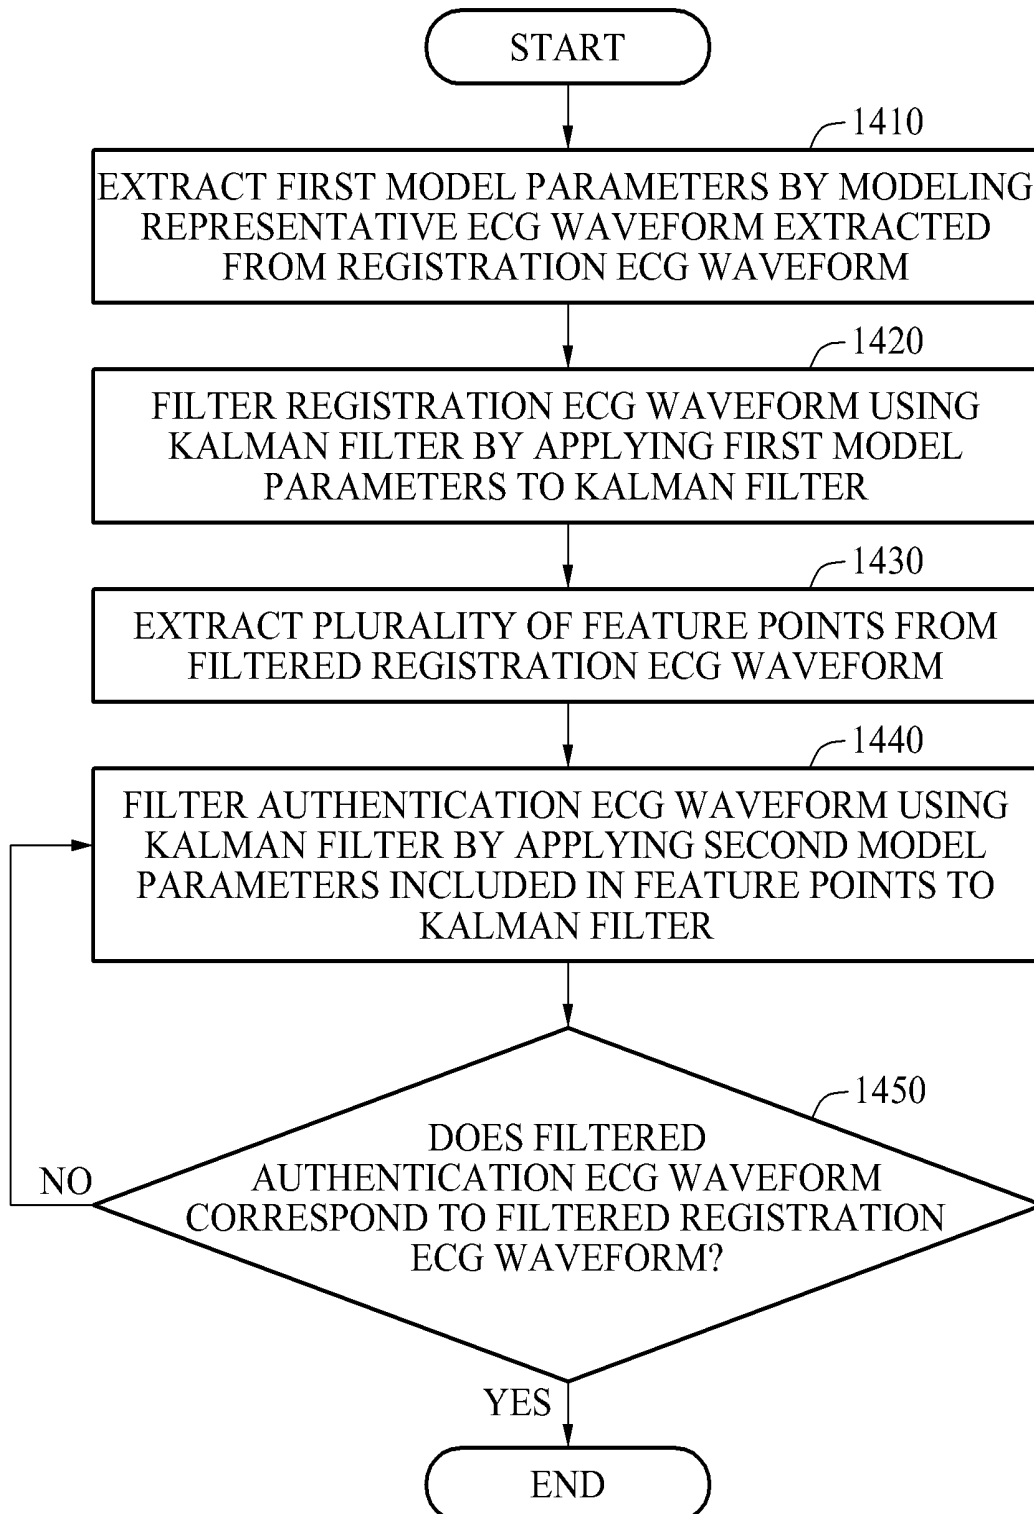 START
1410
EXTRACT FIRST MODEL PARAMETERS BY MODELING
REPRESENTATIVE ECG WAVEFORM EXTRACTED
FROM REGISTRATION ECG WAVEFORM
1420
FILTER REGISTRATION ECG WAVEFORM USING
KALMAN FILTER BY APPLYING FIRST MODEL
PARAMETERS TO KALMAN FILTER
1430
EXTRACT PLURALITY OF FEATURE POINTS FROM
FILTERED REGISTRATION ECG WAVEFORM
1440
FILTER AUTHENTICATION ECG WAVEFORM USING
KALMAN FILTER BY APPLYING SECOND MODEL
PARAMETERS INCLUDED IN FEATURE POINTS TO
KALMAN FILTER
1450
DOES FILTERED
AUTHENTICATION ECG WAVEFORM
CORRESPOND TO FILTERED REGISTRATION
ECG WAVEFORM?
NO
YES
END